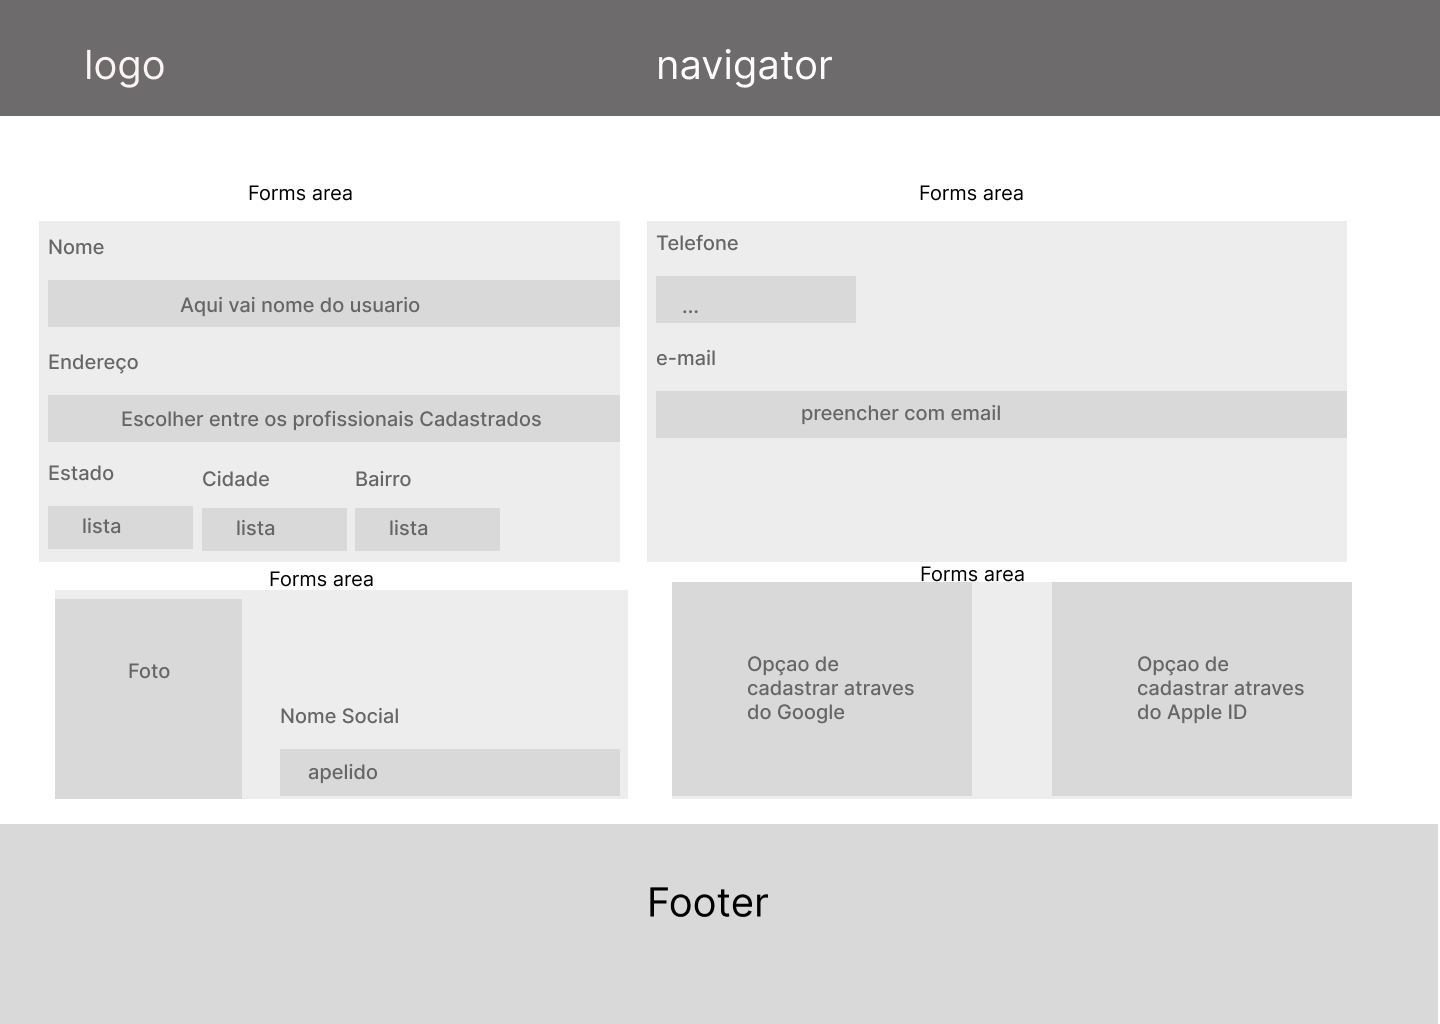 logo
navigator
Forms area
Nome
Aqui vai nome do usuario
Endereço
Escolher entre os profissionais Cadastrados
Estado
Cidade
Bairro
lista
lista
lista
Forms area
Telefone
...
e-mail
preencher com email
Forms area
Foto
Nome Social
apelido
Forms area
Opçao de
cadastrar atraves
do Google
Opçao de
cadastrar atraves
do Apple ID
Footer